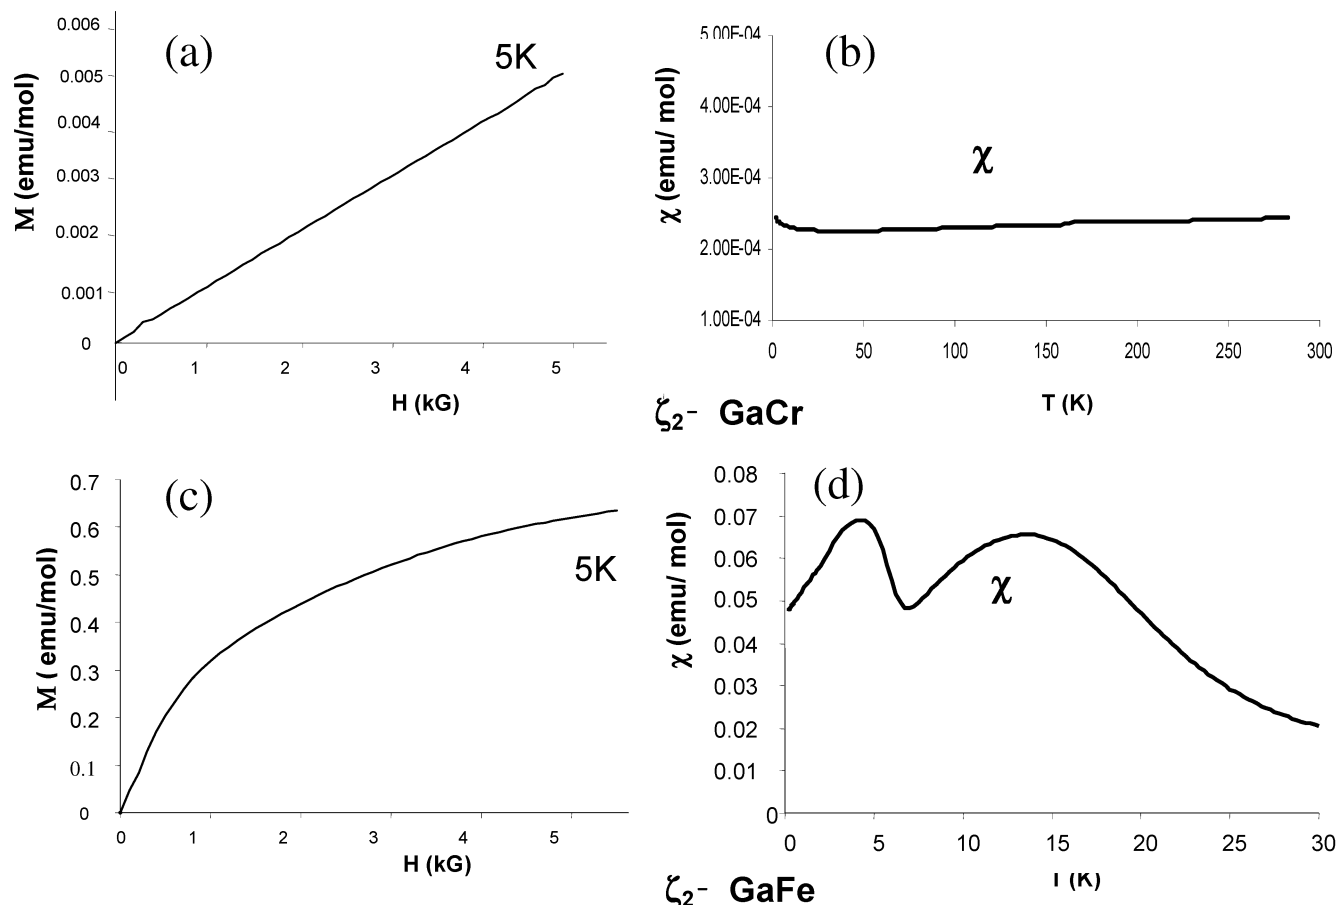 (a)
5K
M (emu/mol)
0.006
0.005
0.004
0.003
0.002
0.001
0
0 1 2 3 4 5
H (kG)
(b)
χ
χ (emu/ mol)
5.00E-04
4.00E-04
3.00E-04
2.00E-04
1.00E-04
0 50 100 150 200 250 300
T (K)
ζ2- GaCr
(c)
5K
M ( emu/mol)
0.7
0.6
0.5
0.4
0.3
0.2
0.1
0
0 1 2 3 4 5
H (kG)
(d)
χ
χ (emu/ mol)
0.08
0.07
0.06
0.05
0.04
0.03
0.02
0.01
0
0 5 10 15 20 25 30
T (K)
ζ2- GaFe